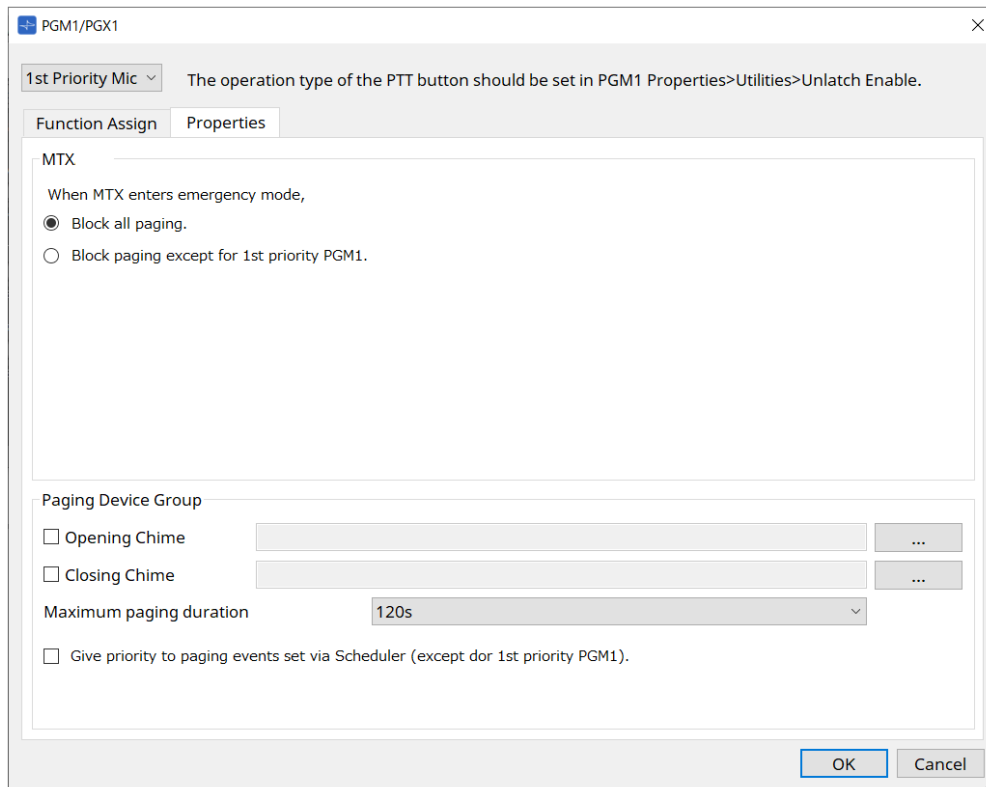 PGM1/PGX1
1st Priority Mic
The operation type of the PTT button should be set in PGM1 Properties>Utilities>Unlatch Enable.
Function Assign
Properties
MTX
When MTX enters emergency mode,
Block all paging.
Block paging except for 1st priority PGM1.
Paging Device Group
Opening Chime
...
Closing Chime
...
Maximum paging duration
120s
Give priority to paging events set via Scheduler (except dor 1st priority PGM1).
OK
Cancel